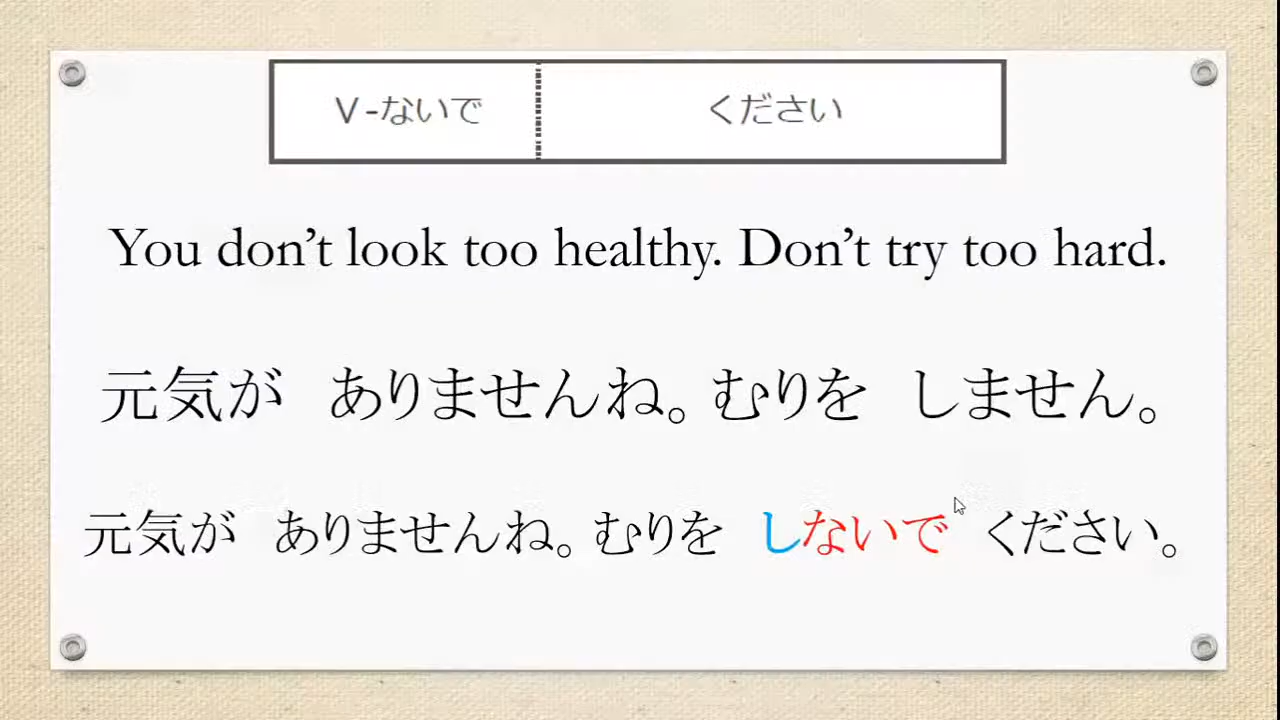 V-ないで ください
You don't look too healthy. Don't try too hard.
元気が ありませんね。むりを しません。
元気が ありませんね。むりを しないで ください。